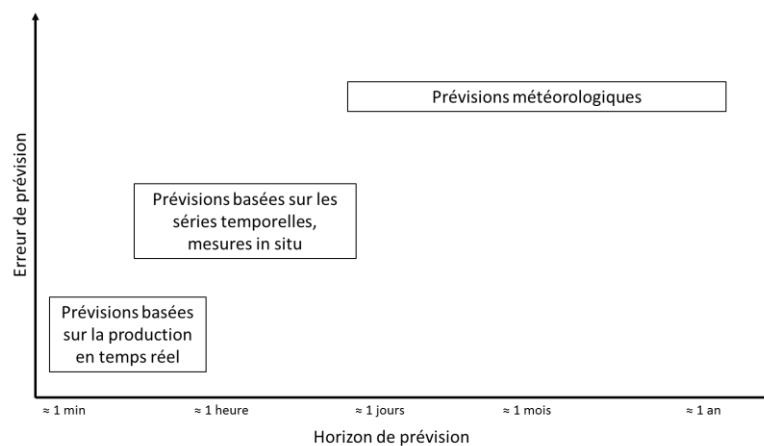 Erreur de prévision
Prévisions météorologiques
Prévisions basées sur les
séries temporelles,
mesures in situ
Prévisions basées
sur la production
en temps réel
≈ 1 min
≈ 1 heure
≈ 1 jours
≈ 1 mois
≈ 1 an
Horizon de prévision